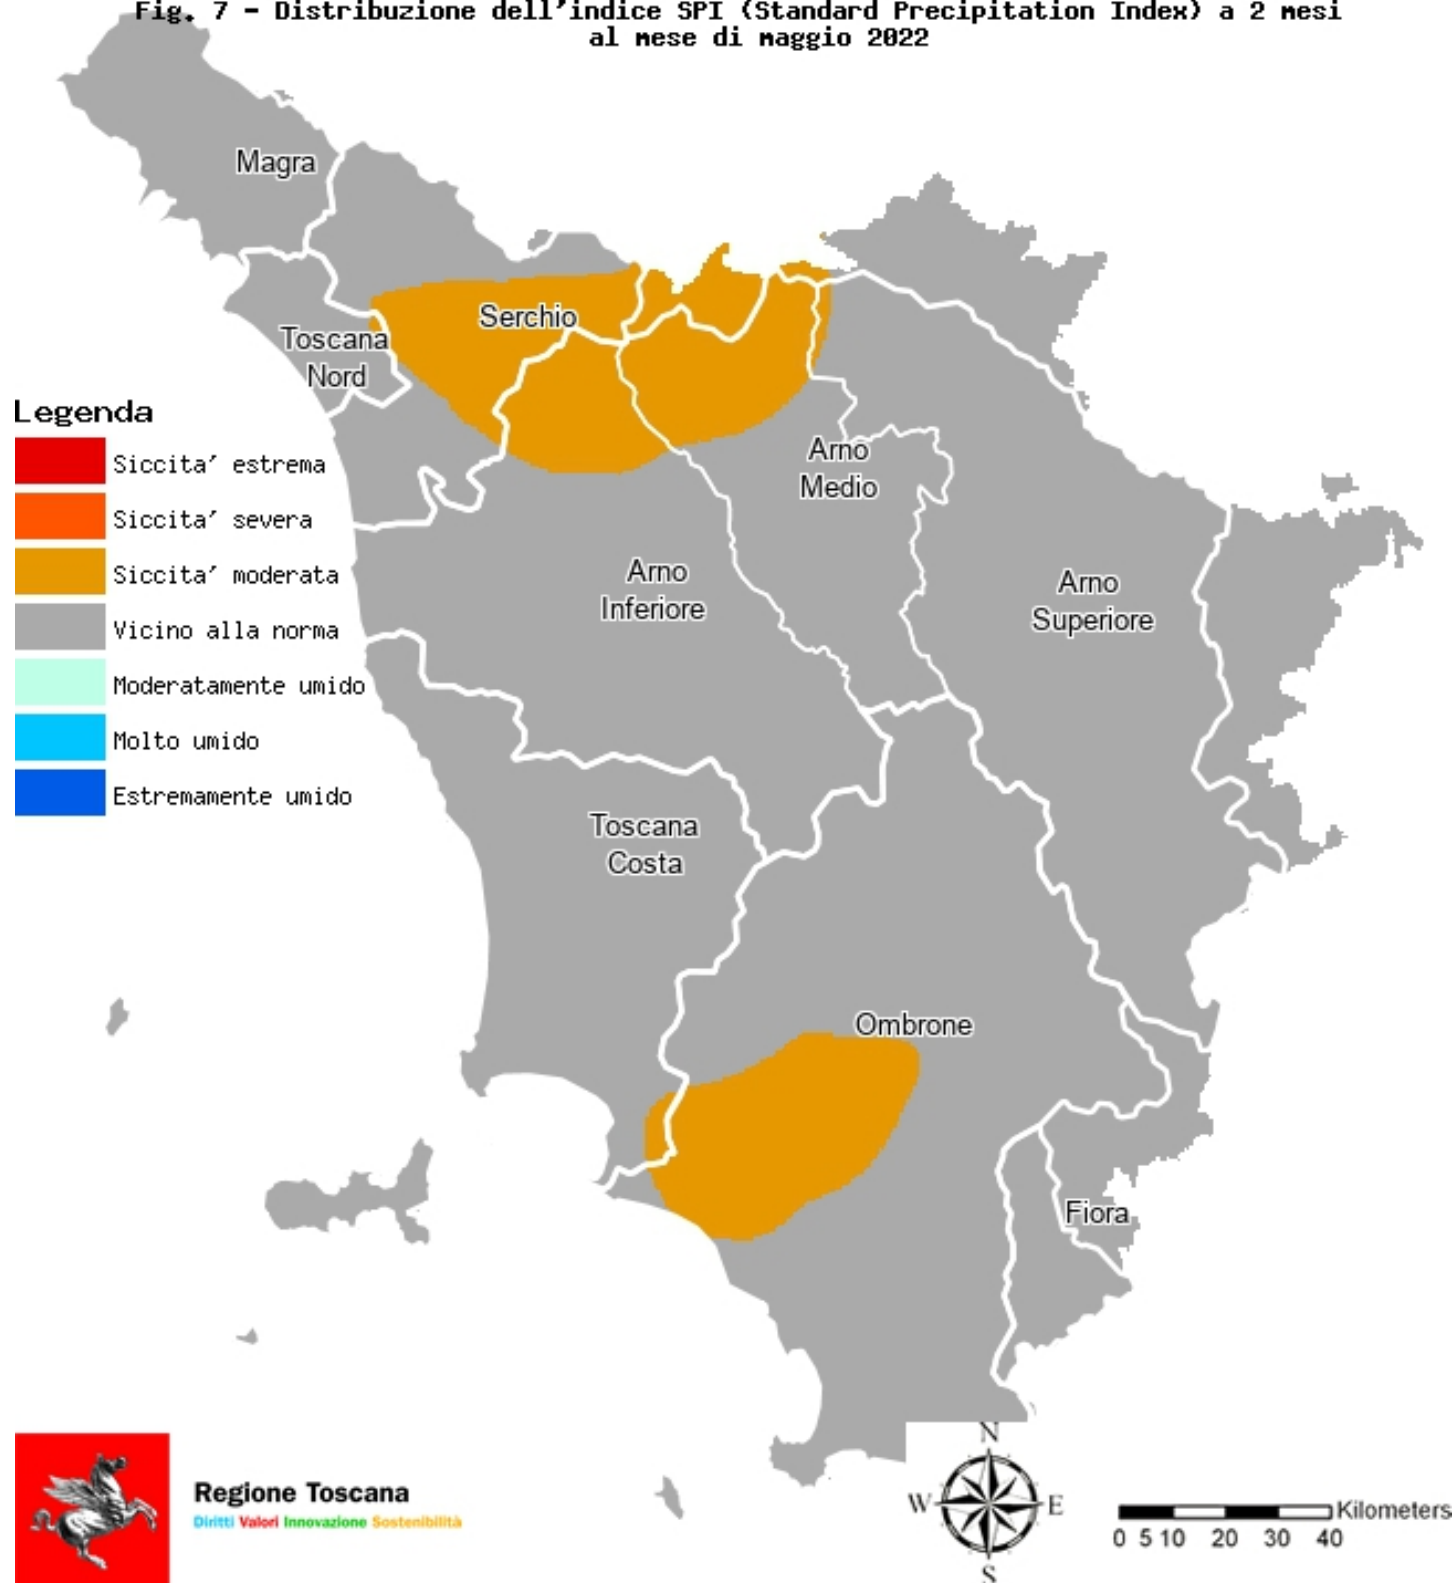 Fig. 7 - Distribuzione dell'indice SPI (Standard Precipitation Index) a 2 mesi
al mese di maggio 2022
Magra
Serchio
Toscana
Nord
Legenda
Siccita' estrema
Siccita' severa
Siccita' moderata
Vicino alla norma
Moderatamente umido
Molto umido
Estremamente umido
Arno
Medio
Arno
Inferiore
Arno
Superiore
Toscana
Costa
Ombrone
Fiora
Regione Toscana
Diritti Valori Innovazione Sostenibilità
N
W
E
S
Kilometers
0 5 10 20 30 40